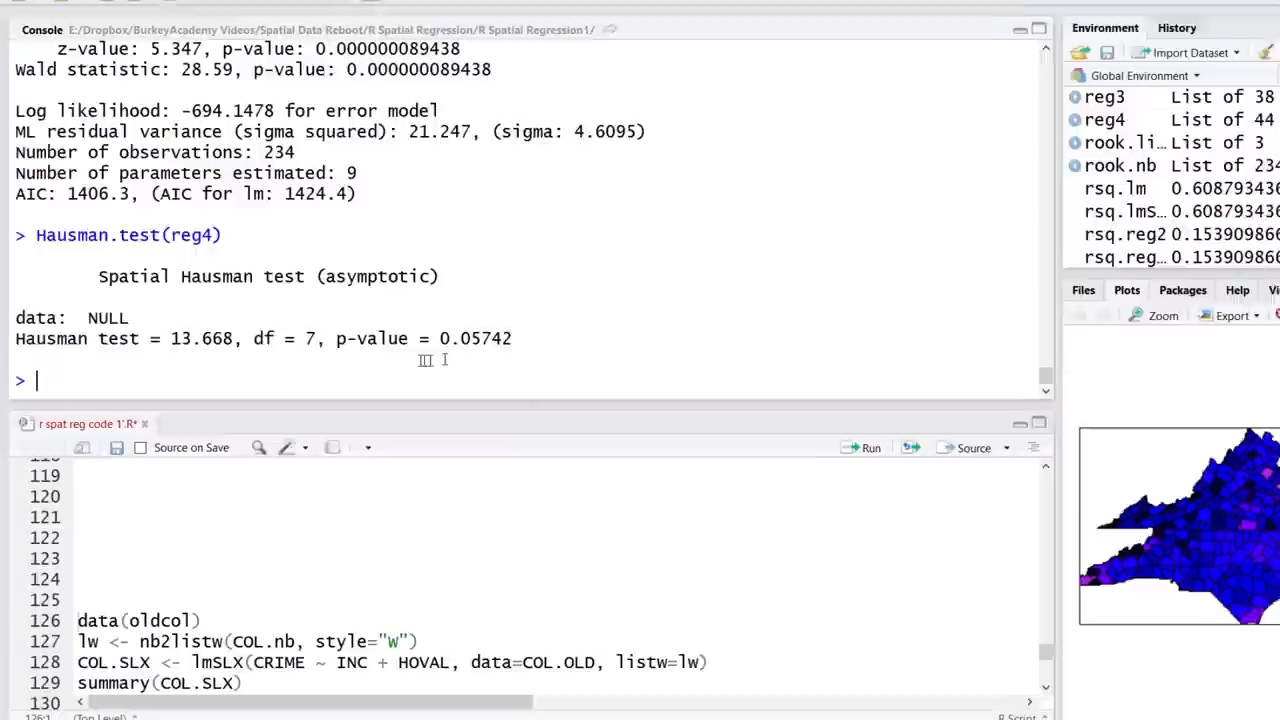 Console E:/Dropbox/BurkeyAcademy Videos/Spatial Data Reboot/R Spatial Regression/R Spatial Regression1/
z-value: 5.347, p-value: 0.000000089438
Wald statistic: 28.59, p-value: 0.000000089438
Log likelihood: -694.1478 for error model
ML residual variance (sigma squared): 21.247, (sigma: 4.6095)
Number of observations: 234
Number of parameters estimated: 9
AIC: 1406.3, (AIC for lm: 1424.4)
> Hausman.test(reg4)
Spatial Hausman test (asymptotic)
data: NULL
Hausman test = 13.668, df = 7, p-value = 0.05742
>
r spat reg code 1'.R*
Source on Save
Run
Source
119
120
121
122
123
124
125
126 data(oldcol)
127 lw <- nb2listw(COL.nb, style="W")
128 COL.SLX <- lmSLX(CRIME ~ INC + HOVAL, data=COL.OLD, listw=lw)
129 summary(COL.SLX)
130
126:1 (Top Level) R Script
Environment History
Import Dataset
Global Environment
reg3 List of 38
reg4 List of 44
rook.li… List of 3
rook.nb List of 234
rsq.lm 0.608793436
rsq.lmS… 0.608793436
rsq.reg2 0.153909866
rsq.reg… 0.153909866
Files Plots Packages Help
Zoom Export